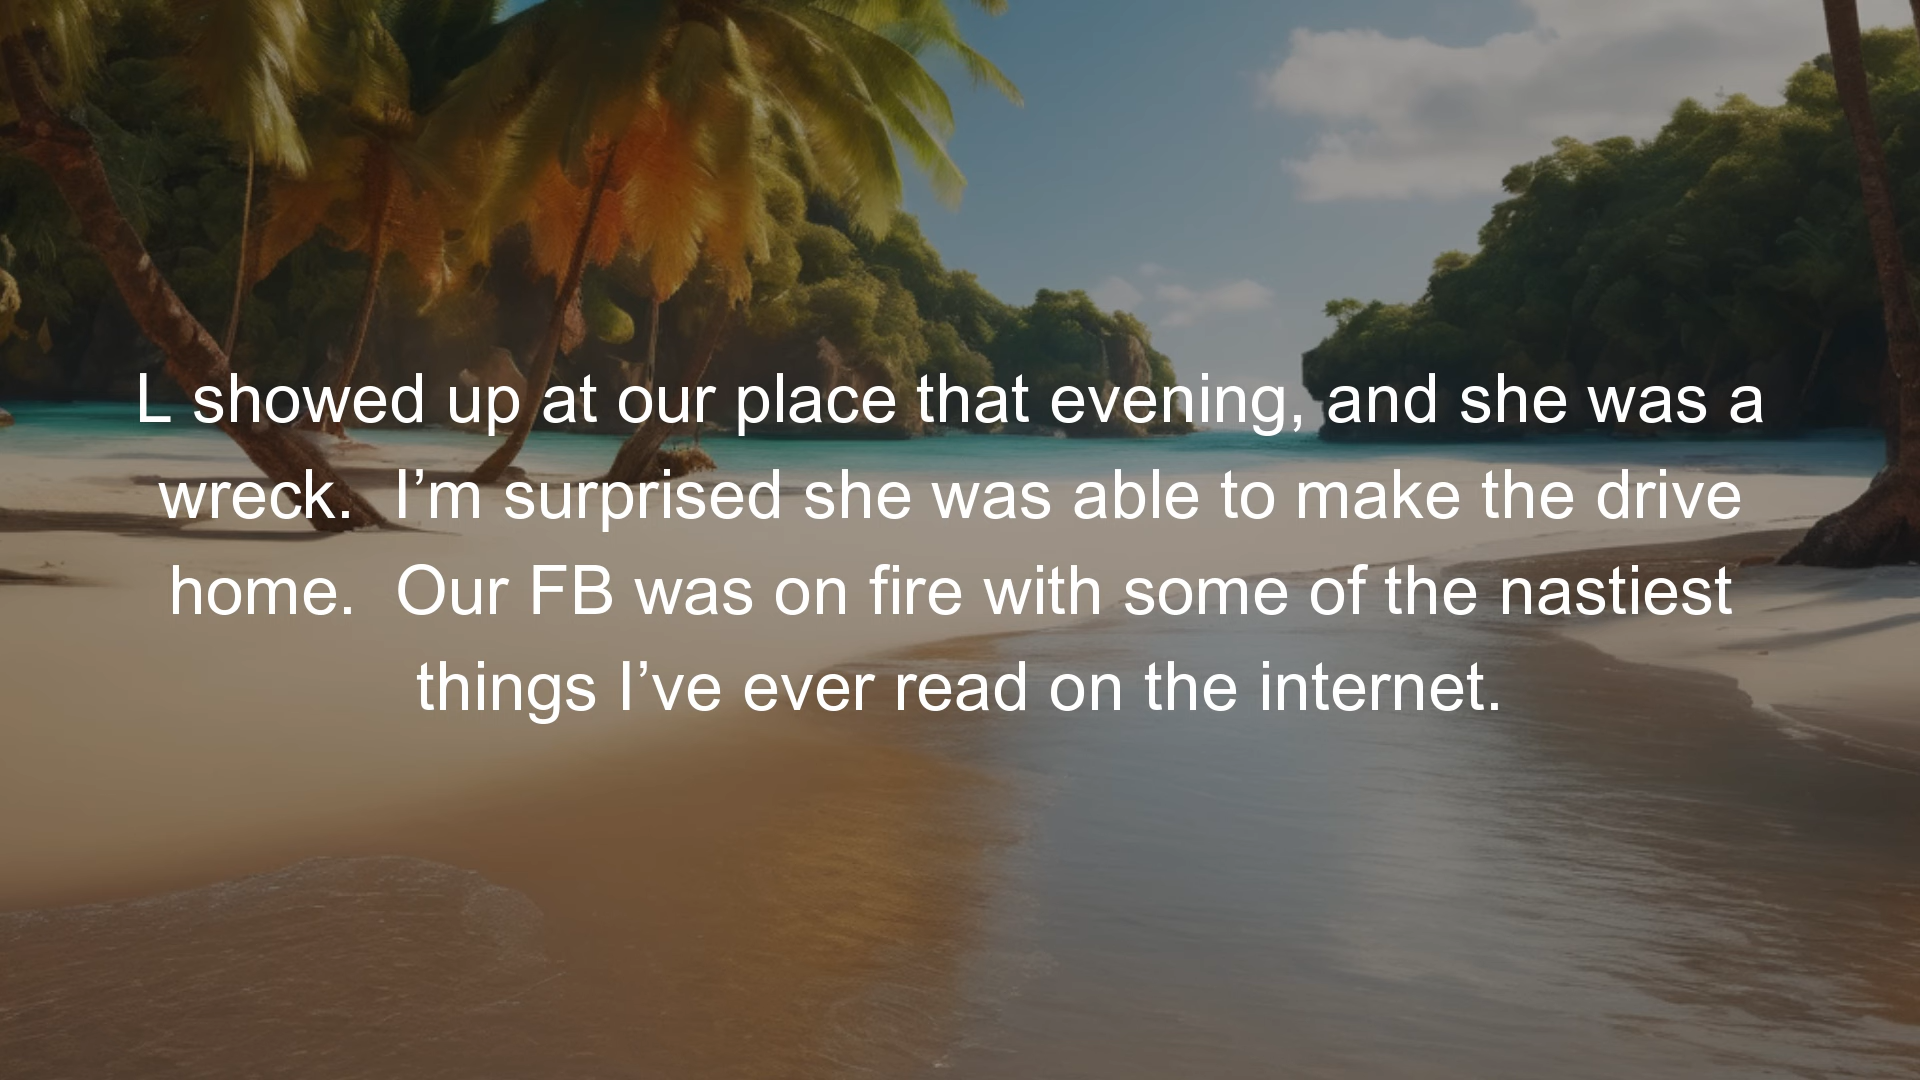 L showed up at our place that evening, and she was a
wreck.  I’m surprised she was able to make the drive
home.  Our FB was on fire with some of the nastiest
things I’ve ever read on the internet.